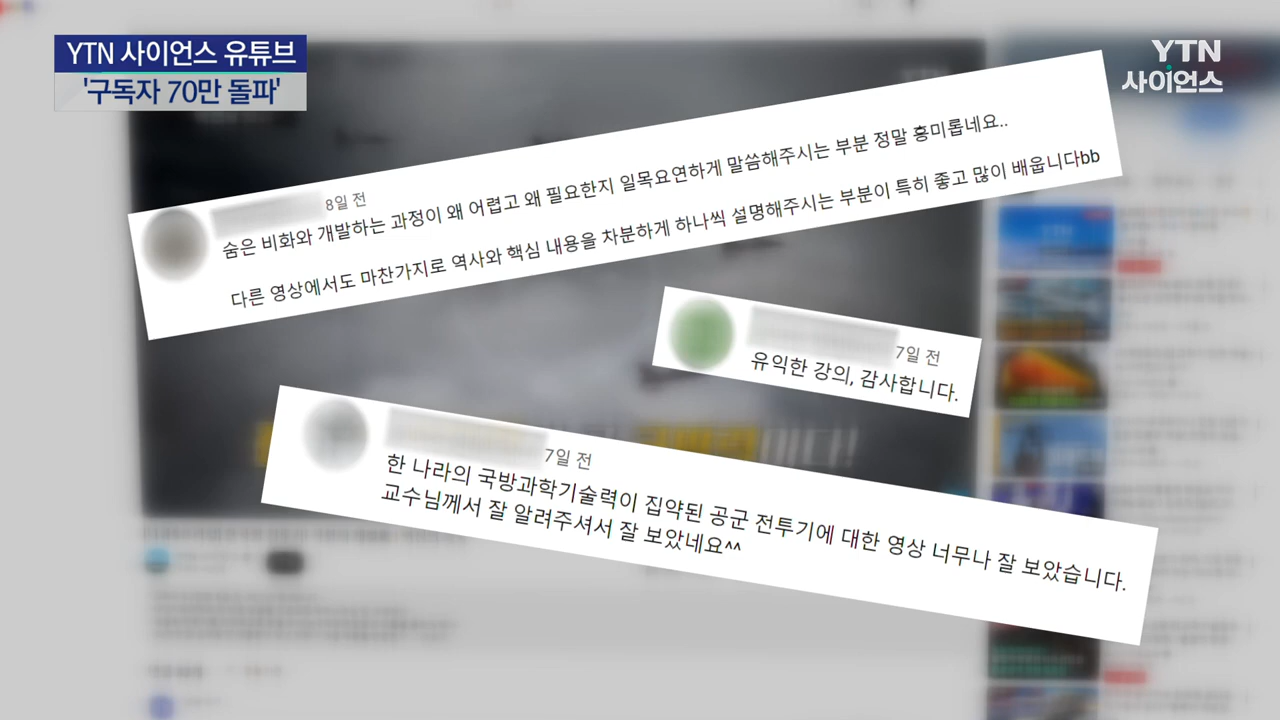 YTN 사이언스 유튜브
'구독자 70만 돌파'
YTN
사이언스
8일 전
숨은 비화와 개발하는 과정이 왜 어렵고 왜 필요한지 일목요연하게 말씀해주시는 부분 정말 흥미롭네요..
다른 영상에서도 마찬가지로 역사와 핵심 내용을 차분하게 하나씩 설명해주시는 부분이 특히 좋고 많이 배웁니다bb
7일 전
유익한 강의, 감사합니다.
7일 전
한 나라의 국방과학기술력이 집약된 공군 전투기에 대한 영상 너무나 잘 보았습니다.
교수님께서 잘 알려주셔서 잘 보았네요^^